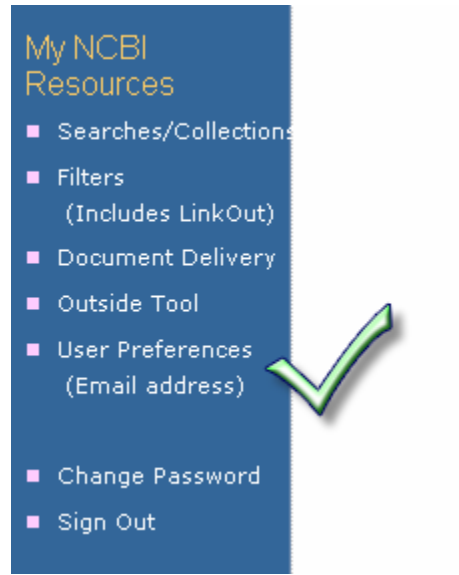 My NCBI
Resources
Searches/Collections
Filters
(Includes LinkOut)
Document Delivery
Outside Tool
User Preferences
(Email address)
Change Password
Sign Out